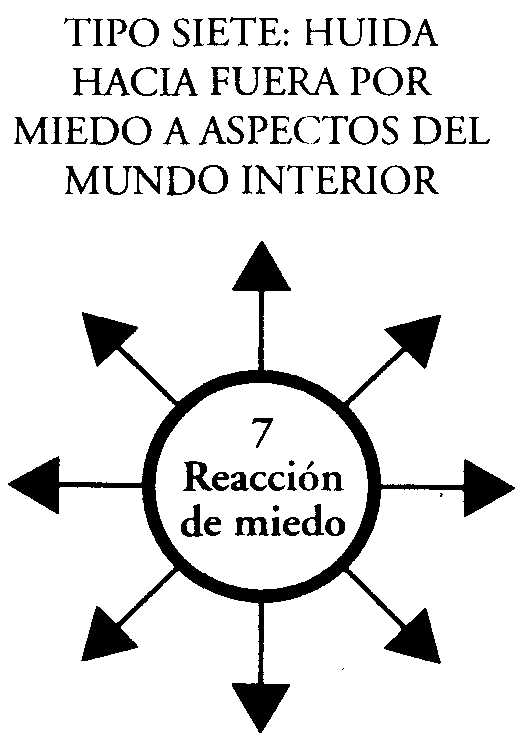 TIPO SIETE: HUIDA
HACIA FUERA POR
MIEDO A ASPECTOS DEL
MUNDO INTERIOR
7
Reacción
de miedo